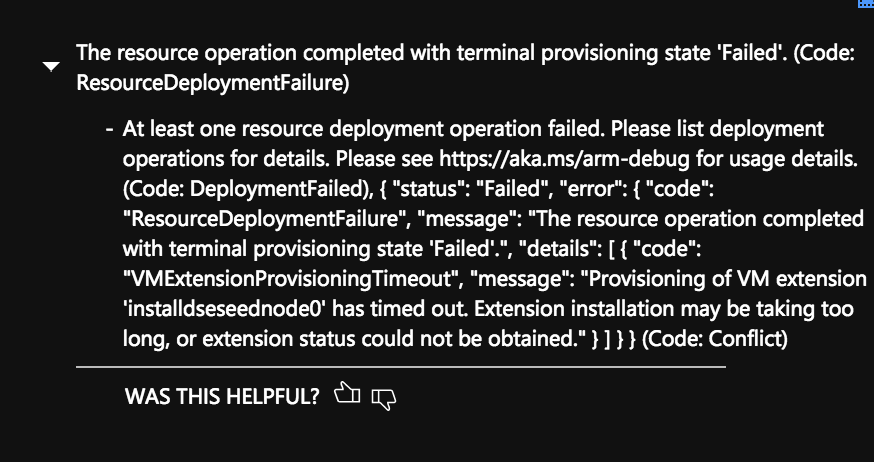 The resource operation completed with terminal provisioning state 'Failed'. (Code:
ResourceDeploymentFailure)
- At least one resource deployment operation failed. Please list deployment
operations for details. Please see https://aka.ms/arm-debug for usage details.
(Code: DeploymentFailed), { "status": "Failed", "error": { "code":
"ResourceDeploymentFailure", "message": "The resource operation completed
with terminal provisioning state 'Failed'.", "details": [ { "code":
"VMExtensionProvisioningTimeout", "message": "Provisioning of VM extension
'installdseseednode0' has timed out. Extension installation may be taking too
long, or extension status could not be obtained." } ] } } (Code: Conflict)
WAS THIS HELPFUL?